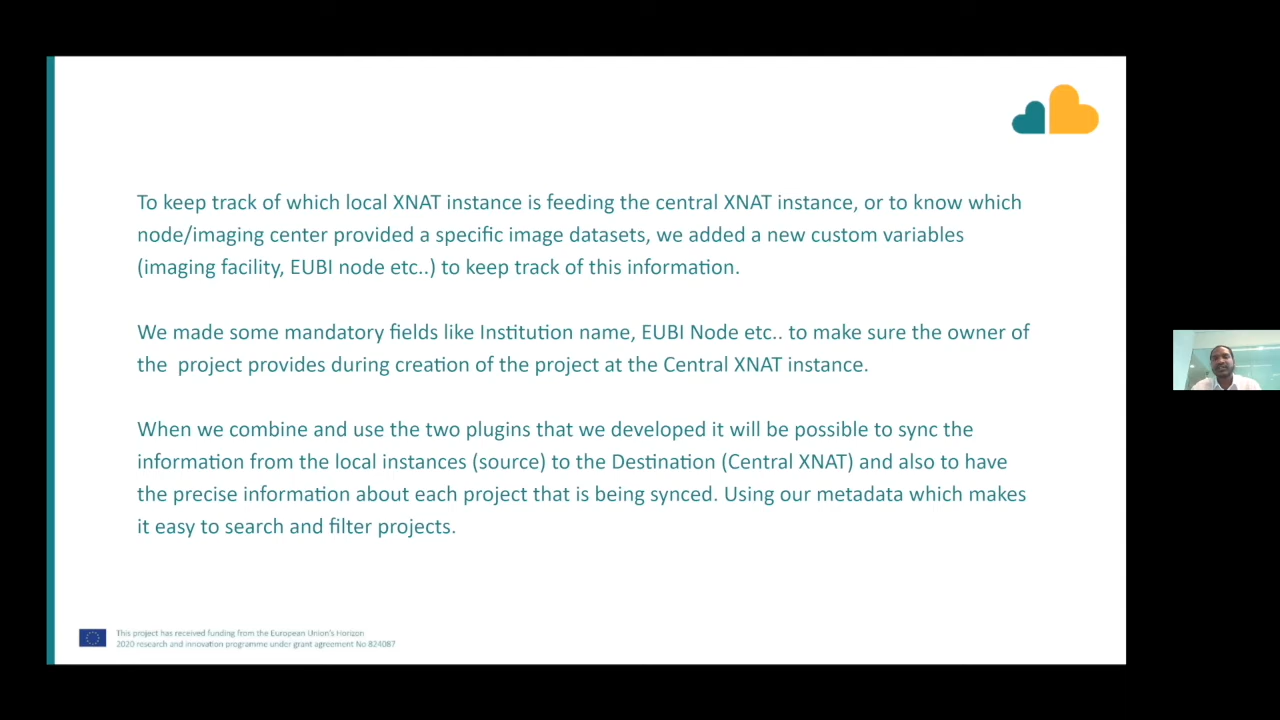 To keep track of which local XNAT instance is feeding the central XNAT instance, or to know which
node/imaging center provided a specific image datasets, we added a new custom variables
(imaging facility, EUBI node etc..) to keep track of this information.
We made some mandatory fields like Institution name, EUBI Node etc.. to make sure the owner of
the  project provides during creation of the project at the Central XNAT instance.
When we combine and use the two plugins that we developed it will be possible to sync the
information from the local instances (source) to the Destination (Central XNAT) and also to have
the precise information about each project that is being synced. Using our metadata which makes
it easy to search and filter projects.
This project has received funding from the European Union's Horizon
2020 research and innovation programme under grant agreement No 824087